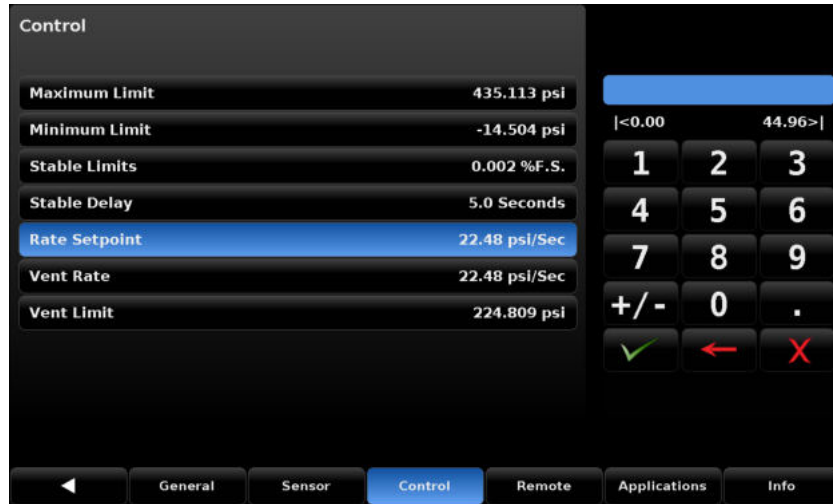 Control
Maximum Limit 435.113 psi
Minimum Limit -14.504 psi
Stable Limits 0.002 %F.S.
Stable Delay 5.0 Seconds
Rate Setpoint 22.48 psi/Sec
Vent Rate 22.48 psi/Sec
Vent Limit 224.809 psi
|<0.00 44.96>|
1 2 3
4 5 6
7 8 9
+/- 0 .
X
General Sensor Control Remote Applications Info